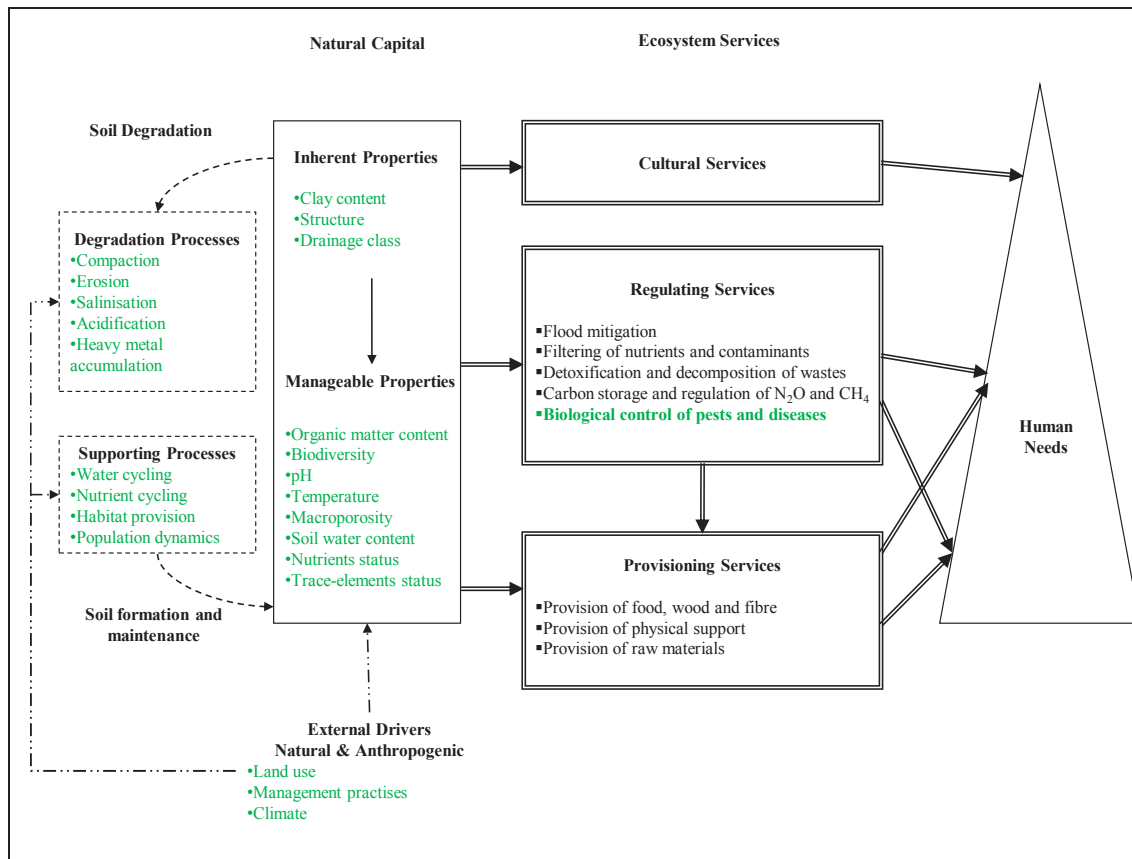 Natural Capital
Ecosystem Services
Soil Degradation
Inherent Properties
•Clay content
•Structure
•Drainage class
Cultural Services
Degradation Processes
•Compaction
•Erosion
•Salinisation
•Acidification
•Heavy metal
accumulation
Regulating Services
▪Flood mitigation
▪Filtering of nutrients and contaminants
▪Detoxification and decomposition of wastes
▪Carbon storage and regulation of N₂O and CH₄
▪Biological control of pests and diseases
Manageable Properties
•Organic matter content
•Biodiversity
•pH
•Temperature
•Macroporosity
•Soil water content
•Nutrients status
•Trace-elements status
Human
Needs
Supporting Processes
•Water cycling
•Nutrient cycling
•Habitat provision
•Population dynamics
Provisioning Services
▪Provision of food, wood and fibre
▪Provision of physical support
▪Provision of raw materials
Soil formation and
maintenance
External Drivers
Natural & Anthropogenic
•Land use
•Management practises
•Climate